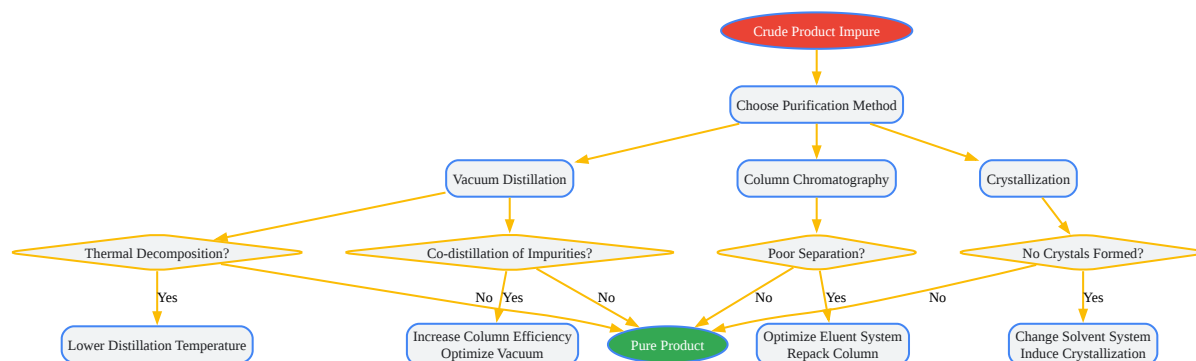 Crude Product Impure
Choose Purification Method
Vacuum Distillation
Column Chromatography
Crystallization
Thermal Decomposition?
Co-distillation of Impurities?
Poor Separation?
No Crystals Formed?
Yes
No
Yes
No
No
Yes
No
Yes
Lower Distillation Temperature
Increase Column Efficiency
Optimize Vacuum
Pure Product
Optimize Eluent System
Repack Column
Change Solvent System
Induce Crystallization